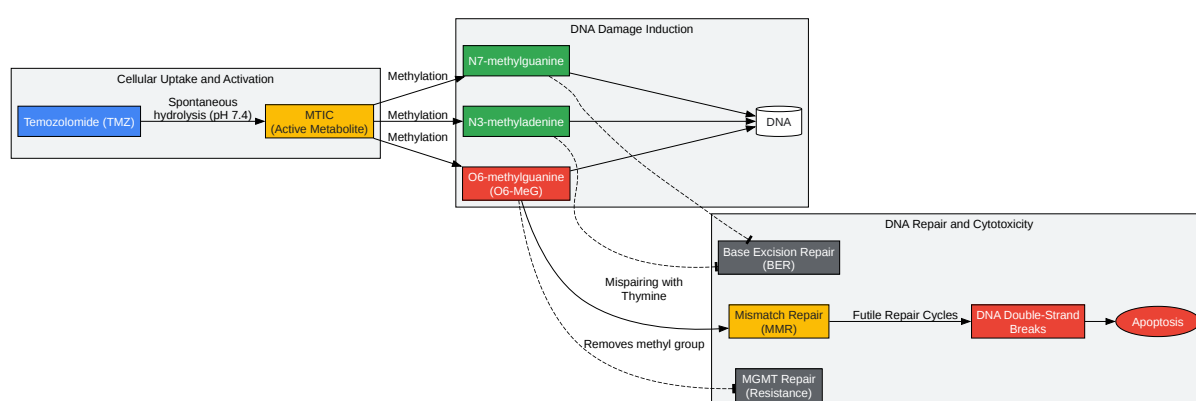 DNA Damage Induction
N7-methylguanine
Cellular Uptake and Activation
Methylation
Spontaneous
hydrolysis (pH 7.4)
Temozolomide (TMZ)
MTIC
(Active Metabolite)
Methylation
N3-methyladenine
DNA
Methylation
O6-methylguanine
(O6-MeG)
DNA Repair and Cytotoxicity
Base Excision Repair
(BER)
Mispairing with
Thymine
Mismatch Repair
(MMR)
Futile Repair Cycles
DNA Double-Strand
Breaks
Apoptosis
Removes methyl group
MGMT Repair
(Resistance)